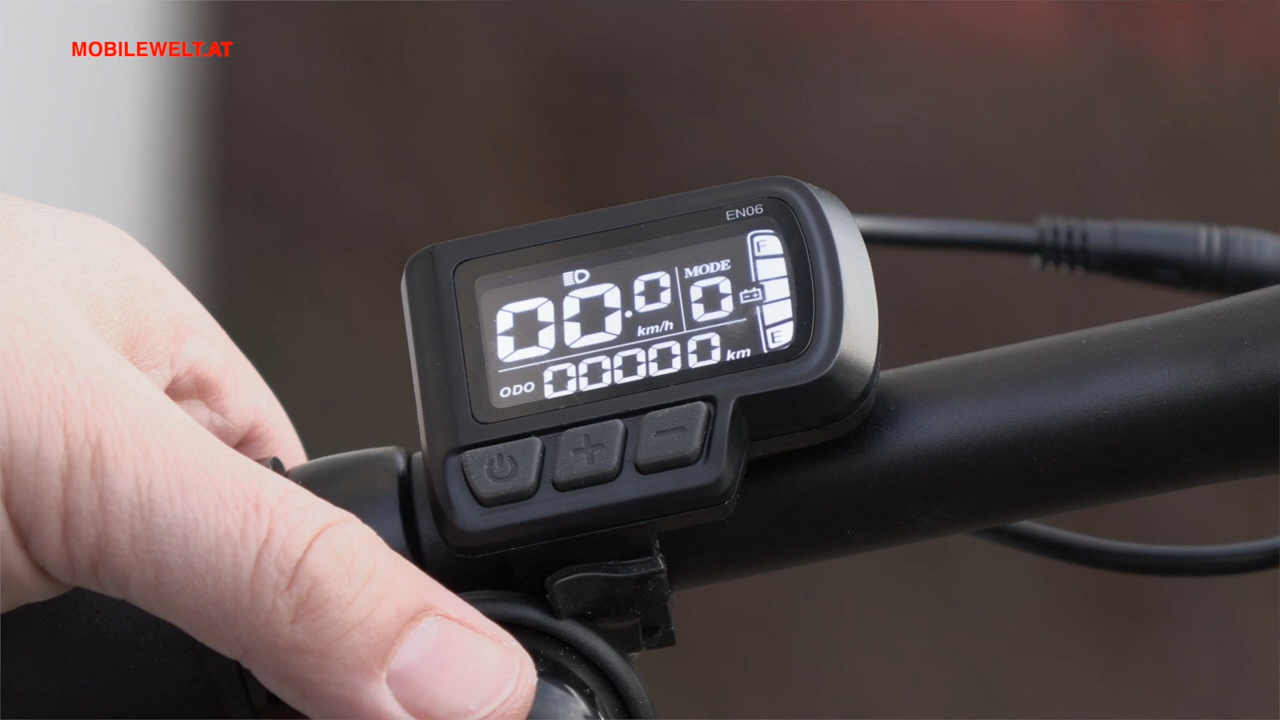 MOBILEWELT.AT
EN06
F
MODE
00.0 km/h 0
E
ODO 00000 km